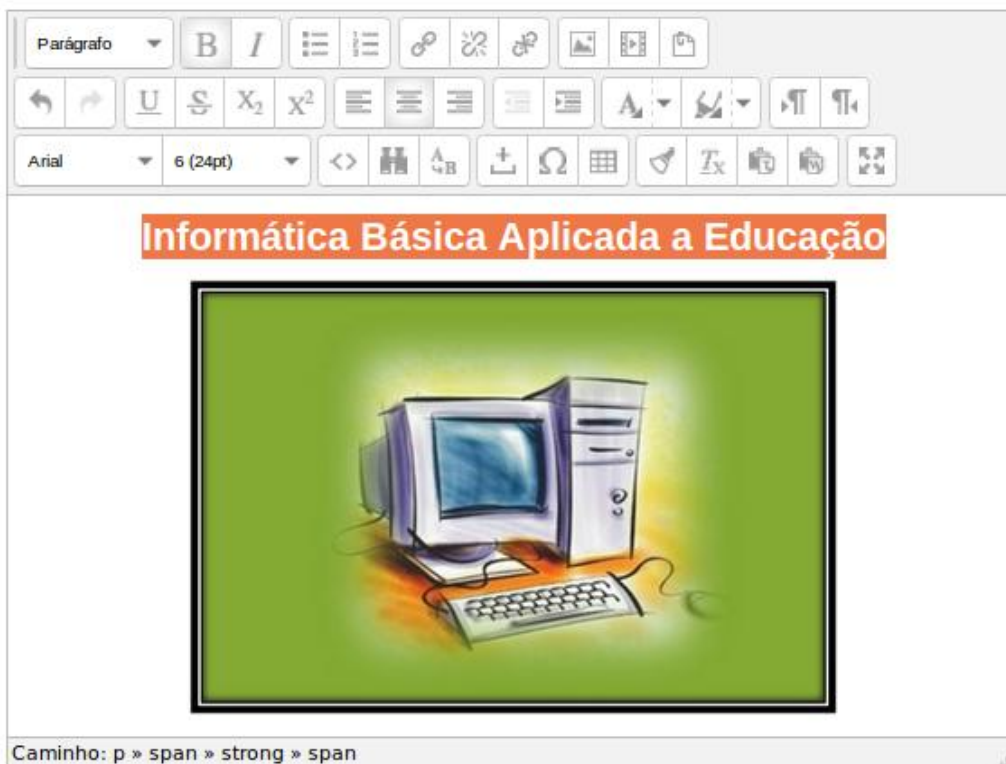 Parágrafo B I
U S X2 X2 A ¶ ¶
Arial 6 (24pt) <> A B Ω Tx W
Informática Básica Aplicada a Educação
Caminho: p » span » strong » span